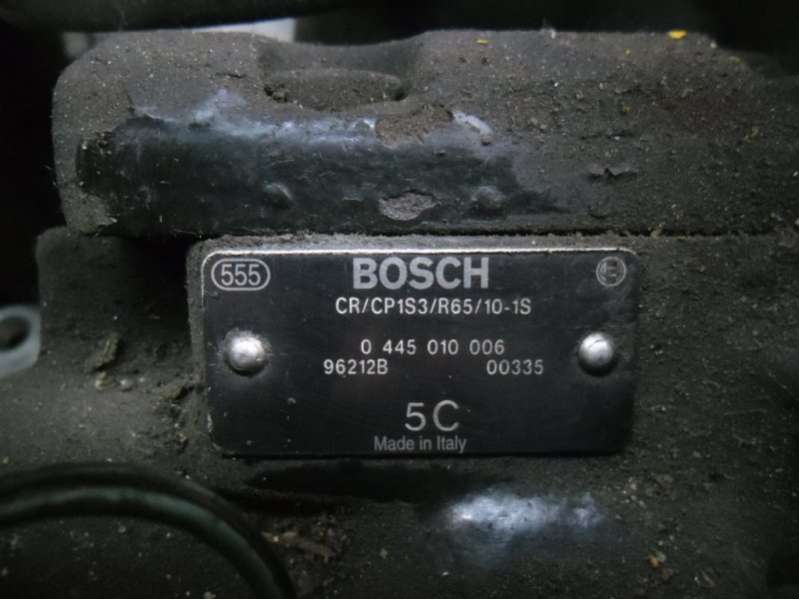 555 BOSCH
CR/CP1S3/R65/10-1S
0 445 010 006
96212B 00335
5C
Made in Italy